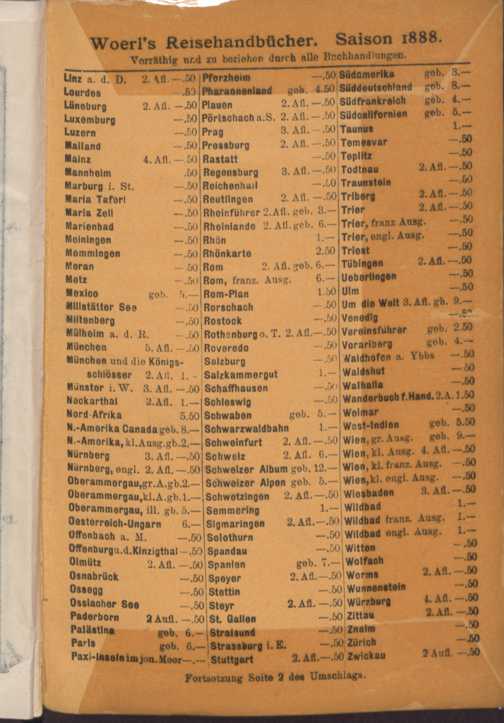 Woerl's Reisehandbücher. Saison 1888.
Vorräthig und zu beziehen durch alle Buchhandlungen.
Linz a. d. D. 2. Afl. —.50
Lourdes —.50
Lüneburg 2. Afl. —.50
Luxemburg —.50
Luzern —.50
Mailand —.50
Mainz 4. Afl. —.50
Mannheim —.50
Marburg i. St. —.50
Maria Taferl —.50
Maria Zell —.50
Marienbad —.50
Meiningen —.50
Memmingen —.50
Meran —.50
Metz —.50
Mexico geb. 5.—
Millstätter See —.50
Miltenberg —.50
Mülheim a. d. R. —.50
München 5. Afl. —.50
München und die Königs-
schlösser 2. Afl. 1.-
Münster i. W. 3. Afl. —.50
Neckarthal 2. Afl. 1.—
Nord-Afrika 5.50
N.-Amerika Canada geb. 8.—
N.-Amerika, kl. Ausg. gb. 2.—
Nürnberg 3. Afl. —.50
Nürnberg, engl. 2. Afl. —.50
Oberammergau, gr. A. gb. 2.—
Oberammergau, kl. A. gb. 1.—
Oberammergau, ill. gb. 5.—
Oesterreich-Ungarn 6.—
Offenbach a. M. —.50
Offenburg u. d. Kinzigthal —.50
Olmütz 2. Afl. —.50
Osnabrück —.50
Ossegg —.50
Ossiacher See —.50
Paderborn 2 Aufl. —.50
Palästina geb. 6.—
Paris geb. 6.—
Paxi-Inseln im jon. Meer —.—
Pforzheim —.50
Pharaonenland geb. 4.50
Plauen 2. Afl. —.50
Pörtschach a. S. 2. Afl. —.50
Prag 3. Afl. —.50
Pressburg 2. Afl. —.50
Rastatt —.50
Regensburg 3. Afl. —.50
Reichenhall —.50
Reutlingen 2. Afl. —.50
Rheinführer 2. Afl. geb. 3.—
Rheinlande 2. Afl. geb. 6.—
Rhön 1.—
Rhönkarte 2.50
Rom 2. Afl. geb. 6.—
Rom, franz. Ausg. 6.—
Rom-Plan 1.50
Rorschach —.50
Rostock —.50
Rothenburg o. T. 2. Afl. —.50
Roveredo —.50
Salzburg —.50
Salzkammergut 1.—
Schaffhausen —.50
Schleswig —.50
Schwaben geb. 5.—
Schwarzwaldbahn 1.—
Schweinfurt 2. Afl. —.50
Schweiz 2. Afl. 6.—
Schweizer Album geb. 12.—
Schweizer Alpen geb. 5.—
Schwetzingen 2. Afl. —.50
Semmering 1.—
Sigmaringen 2. Afl. —.50
Solothurn —.50
Spandau —.50
Spanien geb. 7.—
Speyer 2. Afl. —.50
Stettin —.50
Steyr 2. Afl. —.50
St. Gallen —.50
Stralsund —.50
Strassburg i. E. —.50
Stuttgart 2. Afl. —.50
Südamerika geb. 3.—
Süddeutschland geb. 8.—
Südfrankreich geb. 4.—
Südcalifornien geb. 5.—
Taunus 1.—
Temesvar —.50
Teplitz —.50
Todtnau 2. Afl. —.50
Traunstein —.50
Triberg 2. Afl. —.50
Trier 2. Afl. —.50
Trier, franz Ausg. —.50
Trier, engl. Ausg. —.50
Triest —.50
Tübingen 2. Afl. —.50
Ueberlingen —.50
Ulm —.50
Um die Welt 3. Afl. gb. 9.—
Venedig
Vereinsführer geb. 2.50
Vorarlberg geb. 4.—
Waidhofen a. Ybbs —.50
Waldshut —.50
Walhalla —.50
Wanderbuch f. Hand. 2. A. 1.50
Weimar —.50
West-Indien geb. 5.50
Wien, gr. Ausg. geb. 9.—
Wien, kl. Ausg. 4. Afl. —.50
Wien, kl. franz. Ausg. —.50
Wien, kl. engl. Ausg. —.50
Wiesbaden 3. Afl. —.50
Wildbad 1.—
Wildbad franz. Ausg. 1.—
Wildbad engl. Ausg. 1.—
Witten —.50
Wolfach —.50
Worms 2. Afl. —.50
Wunnenstein —.50
Würzburg 4. Afl. —.50
Zittau 2. Afl. —.50
Znaim —.50
Zürich —.50
Zwickau 2 Aufl. —.50
Fortsetzung Seite 2 des Umschlags.